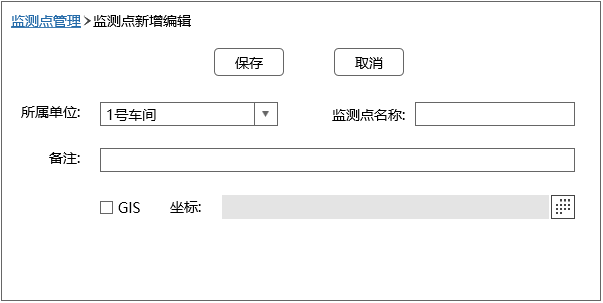 监测点管理>监测点新增编辑
保存 取消
所属单位: 1号车间 监测点名称:
备注:
GIS 坐标: